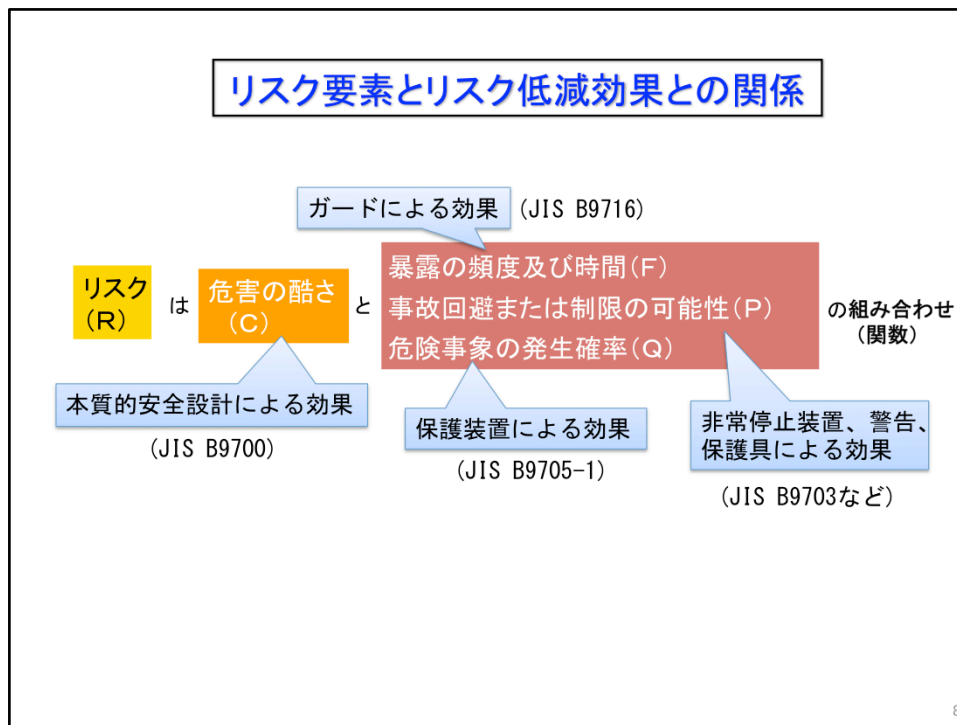 リスク要素とリスク低減効果との関係
ガードによる効果 (JIS B9716)
リスク
(R)
は
危害の酷さ
(C)
と
暴露の頻度及び時間(F)
事故回避または制限の可能性(P)
危険事象の発生確率(Q)
の組み合わせ
(関数)
本質的安全設計による効果
(JIS B9700)
保護装置による効果
(JIS B9705-1)
非常停止装置、警告、
保護具による効果
(JIS B9703など)
8